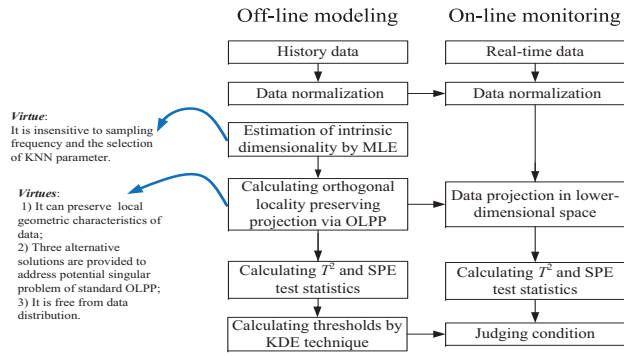 Off-line modeling
On-line monitoring
History data
Real-time data
Data normalization
Data normalization
Virtue:
It is insensitive to sampling
frequency and the selection
of KNN parameter.
Estimation of intrinsic
dimensionality by MLE
Virtues:
1) It can preserve local
geometric characteristics of
data;
2) Three alternative
solutions are provided to
address potential singular
problem of standard OLPP;
3) It is free from data
distribution.
Calculating orthogonal
locality preserving
projection via OLPP
Data projection in lower-
dimensional space
Calculating T² and SPE
test statistics
Calculating T² and SPE
test statistics
Calculating thresholds by
KDE technique
Judging condition